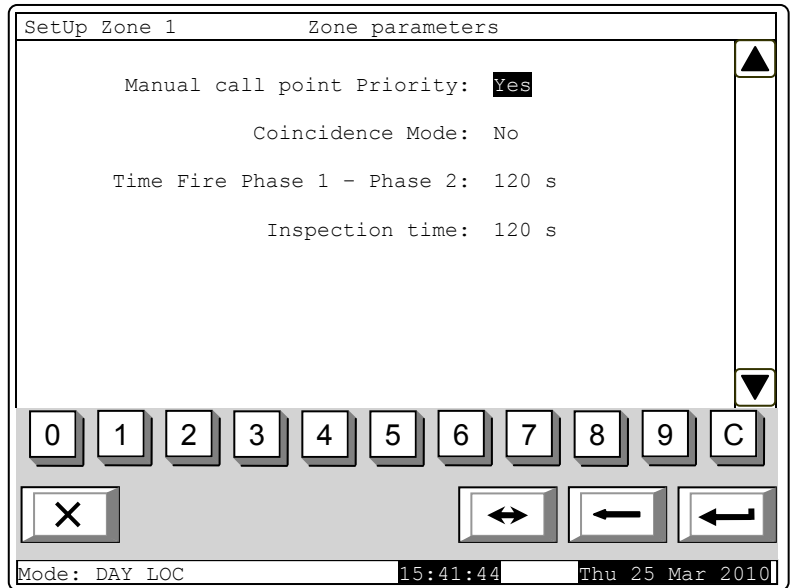 SetUp Zone 1 Zone parameters
Manual call point Priority: Yes
Coincidence Mode: No
Time Fire Phase 1 – Phase 2: 120 s
Inspection time: 120 s
0 1 2 3 4 5 6 7 8 9 C
Mode: DAY LOC 15:41:44 Thu 25 Mar 2010